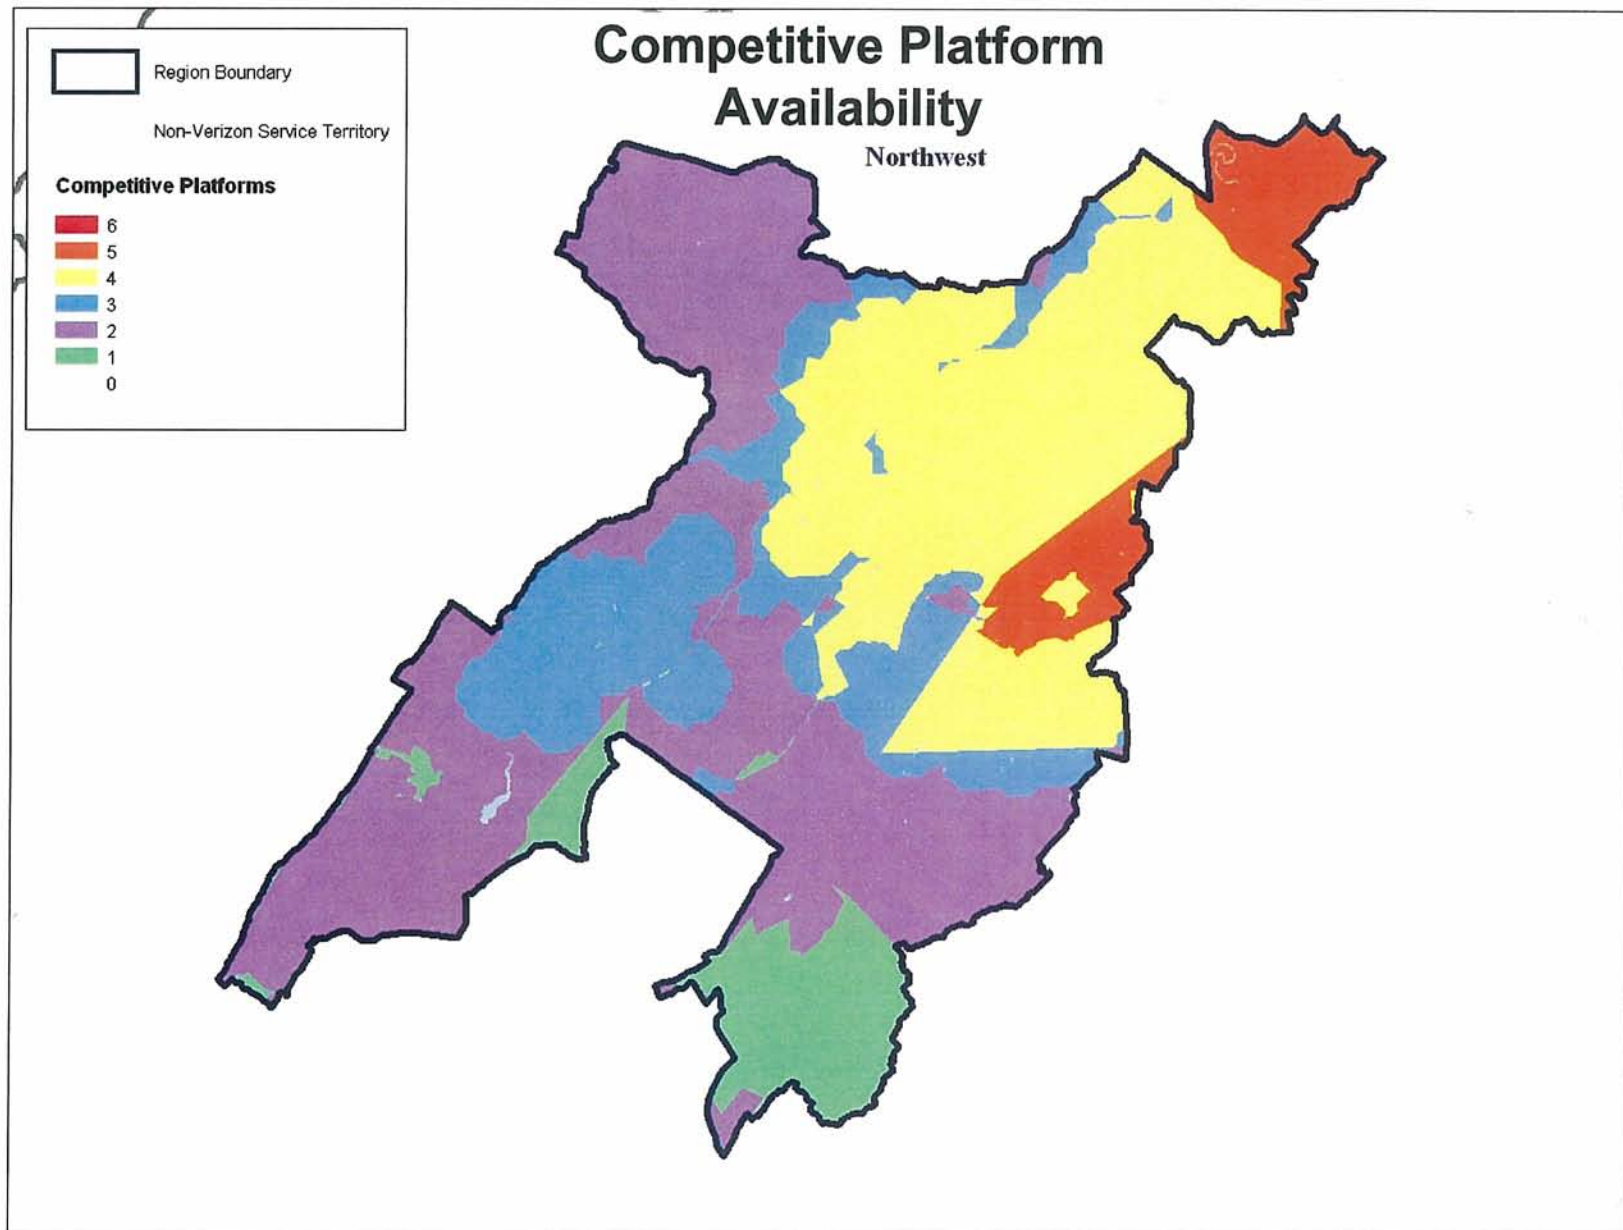 Competitive Platform
Availability
Northwest
Region Boundary
Non-Verizon Service Territory
Competitive Platforms
6
5
4
3
2
1
0